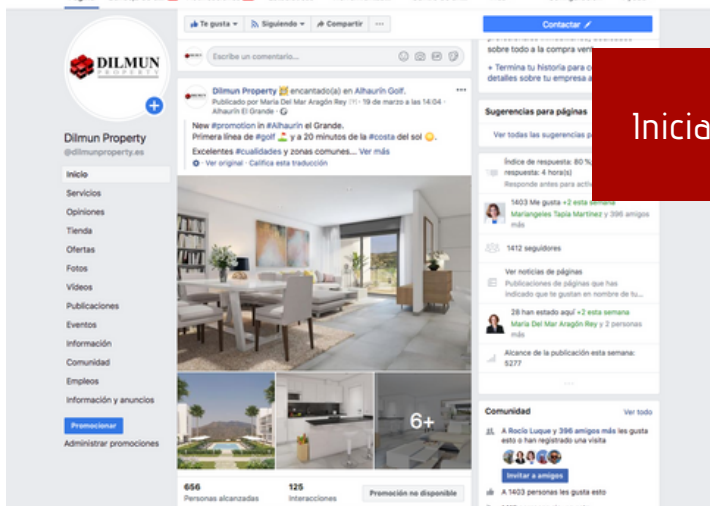 Te gusta
Siguiendo
Compartir
...
Contactar
DILMUN
PROPERTY
Dilmun Property
@dilmunproperty.es
Inicio
Servicios
Opiniones
Tienda
Ofertas
Fotos
Vídeos
Publicaciones
Eventos
Información
Comunidad
Empleos
Información y anuncios
Promocionar
Administrar promociones
Escribe un comentario...
Dilmun Property encantado(a) en Alhaurín Golf.
Publicado por Maria Del Mar Aragón Rey · 19 de marzo a las 14:04 ·
Alhaurín El Grande ·
New #promotion in #Alhaurin el Grande.
Primera línea de #golf y a 20 minutos de la #costa del sol.
Excelentes #cualidades y zonas comunes... Ver más
· Ver original · Califica esta traducción
6+
656
Personas alcanzadas
125
Interacciones
Promoción no disponible
sobre todo a la compra vent
+ Termina tu historia para c
detalles sobre tu empresa a
Sugerencias para páginas
Ver todas las sugerencias p
Inicia
Índice de respuesta: 80 %,
respuesta: 4 hora(s)
Responde antes para activ
1403 Me gusta +2 esta semana
Mariangeles Tapia Martínez y 396 amigos
más
1412 seguidores
Ver noticias de páginas
Publicaciones de páginas que has
indicado que te gustan en nombre de tu...
28 han estado aquí +2 esta semana
Maria Del Mar Aragón Rey y 2 personas
más
Alcance de la publicación esta semana:
5277
...
Comunidad
Ver todo
A Rocío Luque y 396 amigos más les gusta
esto o han registrado una visita
Invitar a amigos
A 1403 personas les gusta esto